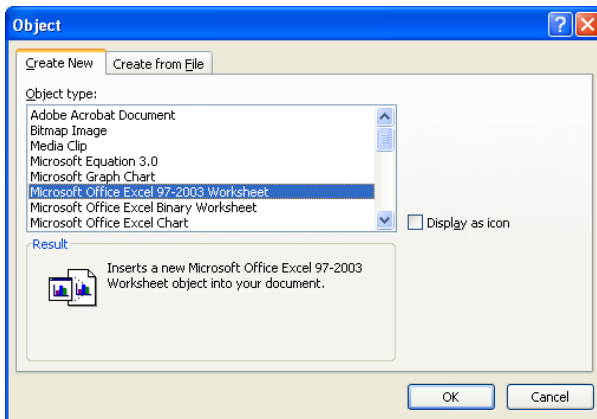 Object
Create New
Create from File
Object type:
Adobe Acrobat Document
Bitmap Image
Media Clip
Microsoft Equation 3.0
Microsoft Graph Chart
Microsoft Office Excel 97-2003 Worksheet
Microsoft Office Excel Binary Worksheet
Microsoft Office Excel Chart
Display as icon
Result
Inserts a new Microsoft Office Excel 97-2003
Worksheet object into your document.
OK
Cancel